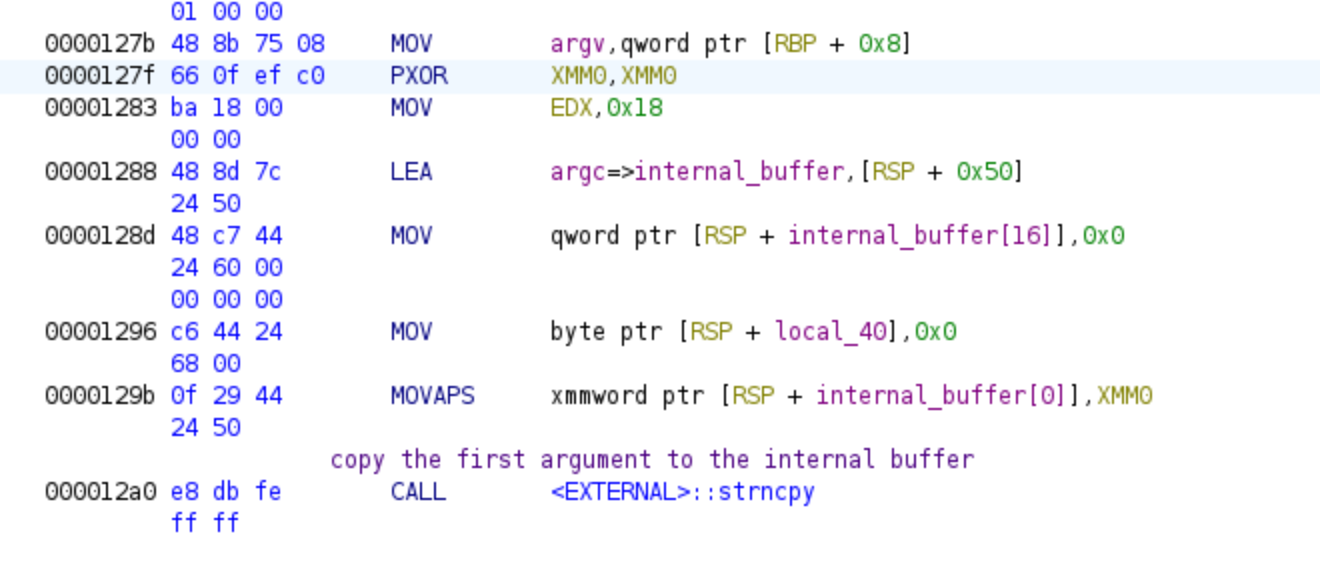 01 00 00
0000127b 48 8b 75 08 MOV argv,qword ptr [RBP + 0x8]
0000127f 66 0f ef c0 PXOR XMM0,XMM0
00001283 ba 18 00 MOV EDX,0x18
00 00
00001288 48 8d 7c LEA argc=>internal_buffer,[RSP + 0x50]
24 50
0000128d 48 c7 44 MOV qword ptr [RSP + internal_buffer[16]],0x0
24 60 00
00 00 00
00001296 c6 44 24 MOV byte ptr [RSP + local_40],0x0
68 00
0000129b 0f 29 44 MOVAPS xmmword ptr [RSP + internal_buffer[0]],XMM0
24 50
copy the first argument to the internal buffer
000012a0 e8 db fe CALL <EXTERNAL>::strncpy
ff ff